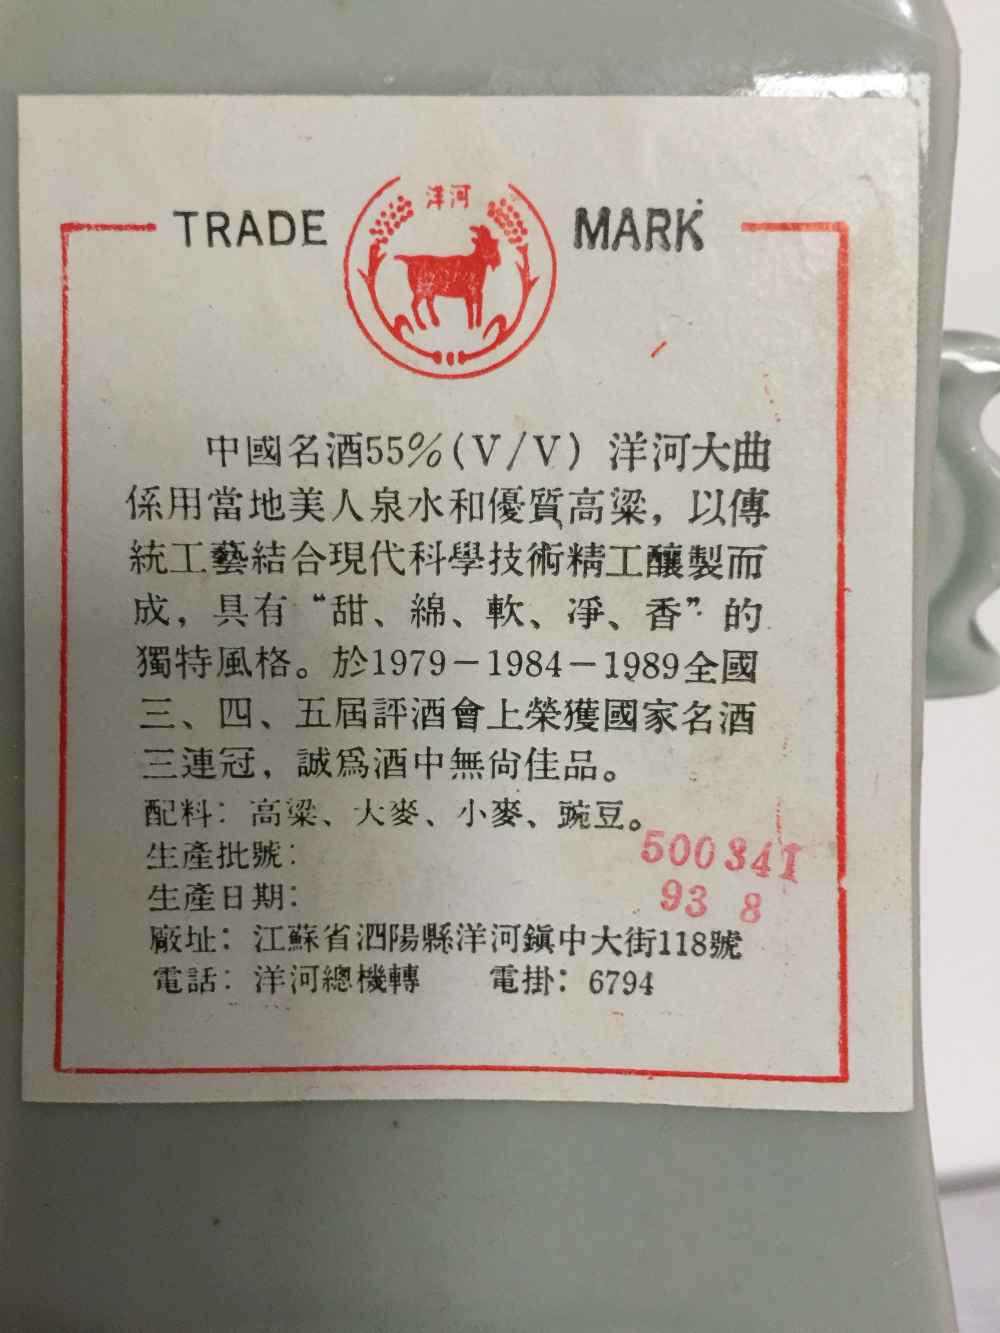 洋河
TRADE MARK
中國名酒55%(V/V) 洋河大曲
係用當地美人泉水和優質高粱，以傳
統工藝結合現代科學技術精工釀製而
成，具有“甜、綿、軟、淨、香”的
獨特風格。於1979－1984－1989全國
三、四、五屆評酒會上榮獲國家名酒
三連冠，誠爲酒中無尙佳品。
配料：高粱、大麥、小麥、豌豆。
生產批號： 500341
生產日期： 93 8
廠址：江蘇省泗陽縣洋河鎭中大街118號
電話：洋河總機轉 電掛：6794